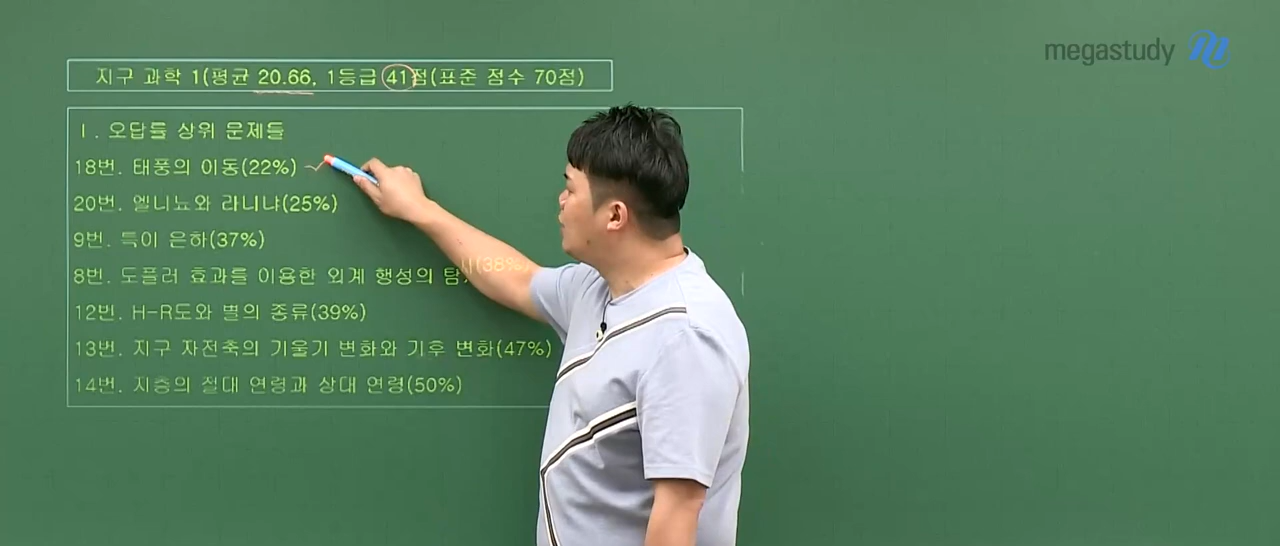 megastudy
지구 과학 1(평균 20.66, 1등급 41점(표준 점수 70점)
Ⅰ. 오답률 상위 문제들
18번. 태풍의 이동(22%)
20번. 엘니뇨와 라니냐(25%)
9번. 특이 은하(37%)
8번. 도플러 효과를 이용한 외계 행성의 탐사(38%)
12번. H-R도와 별의 종류(39%)
13번. 지구 자전축의 기울기 변화와 기후 변화(47%)
14번. 지층의 절대 연령과 상대 연령(50%)